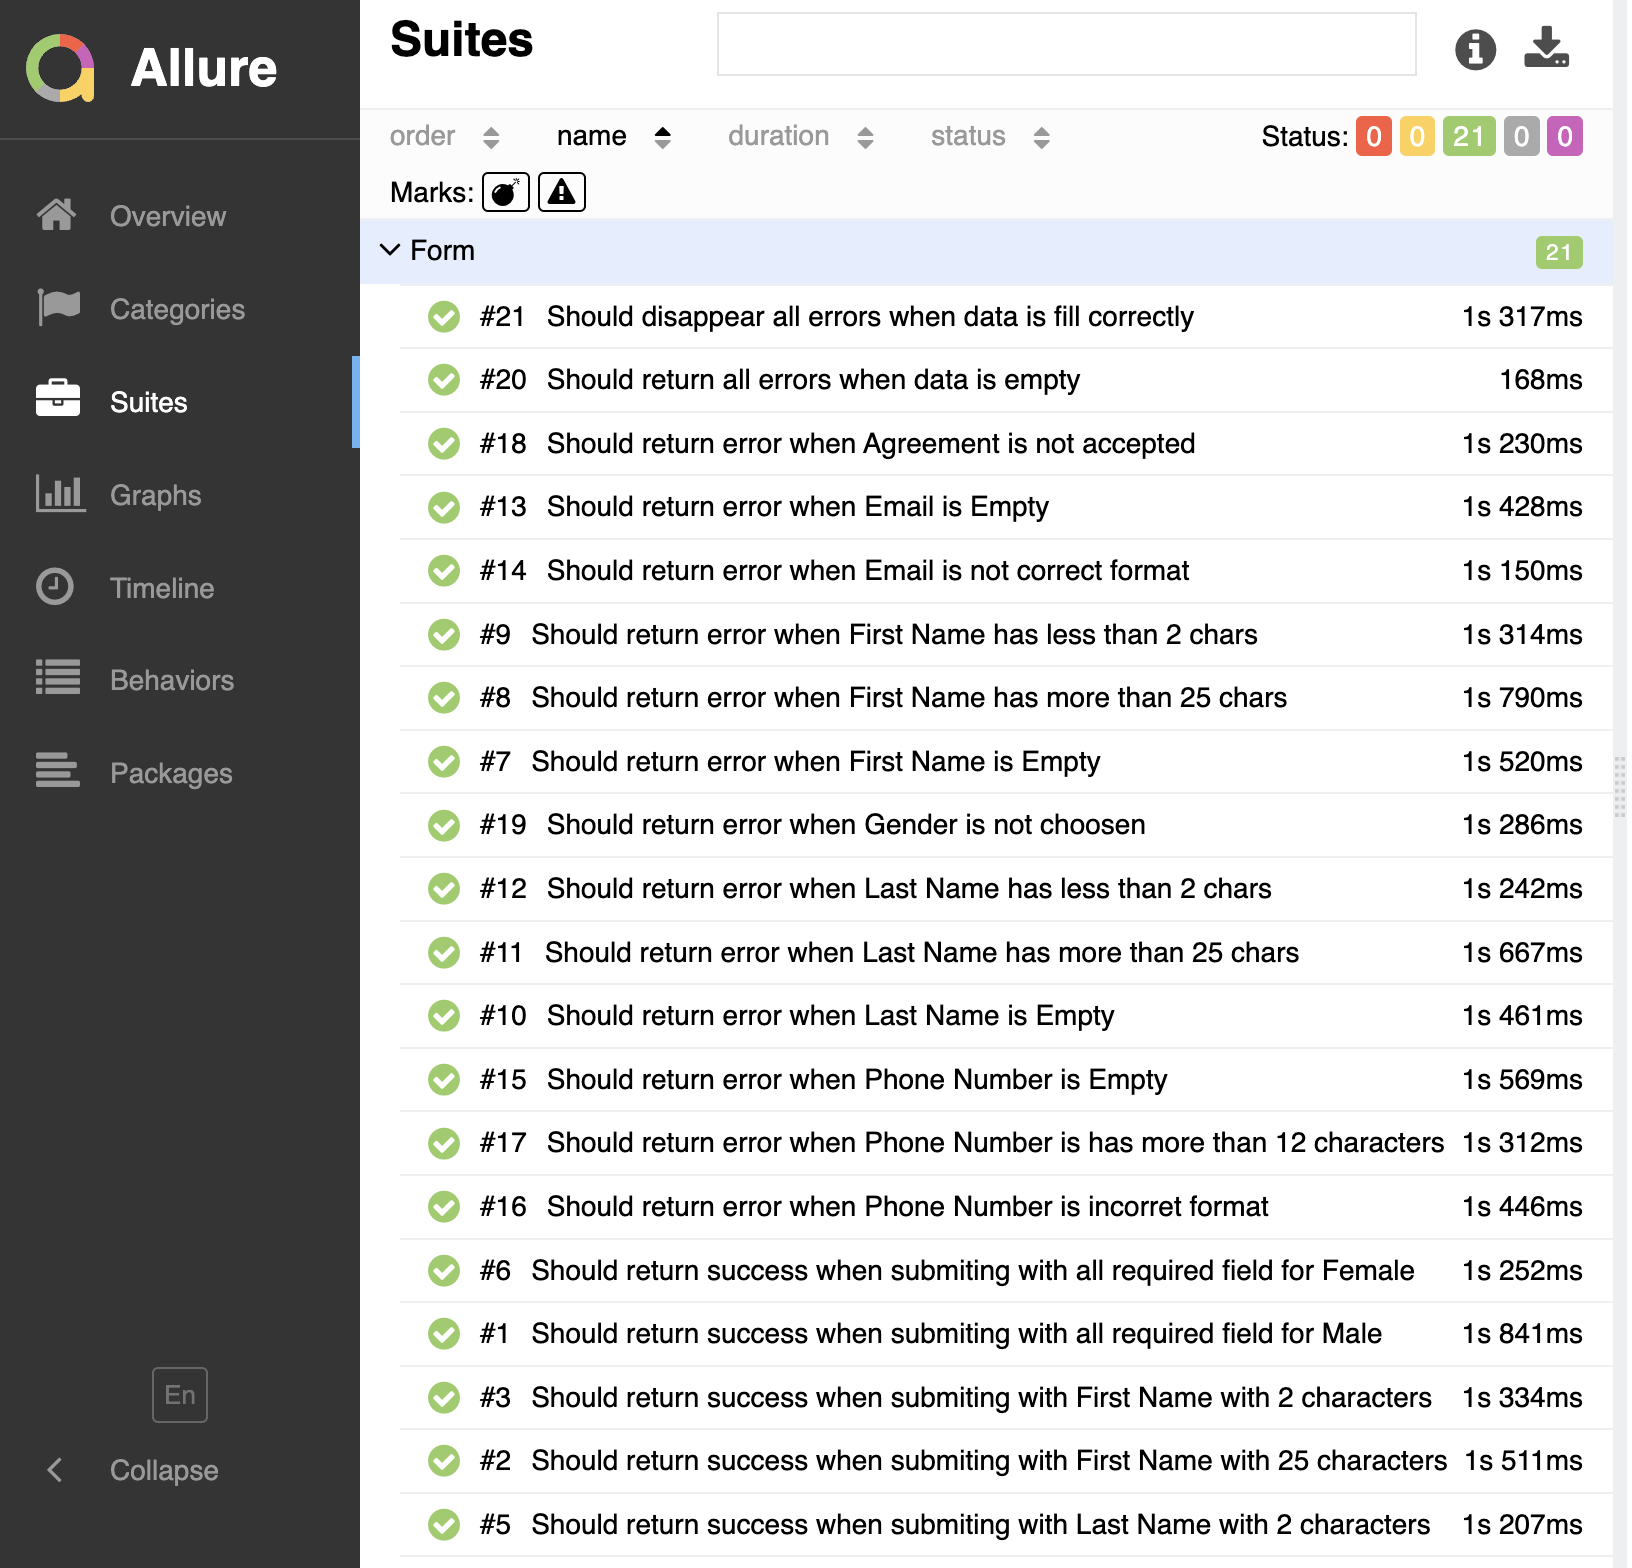 Allure
Overview
Categories
Suites
Graphs
Timeline
Behaviors
Packages
En
Collapse
Suites
order name duration status Status: 0 0 21 0 0
Marks:
Form 21
#21 Should disappear all errors when data is fill correctly 1s 317ms
#20 Should return all errors when data is empty 168ms
#18 Should return error when Agreement is not accepted 1s 230ms
#13 Should return error when Email is Empty 1s 428ms
#14 Should return error when Email is not correct format 1s 150ms
#9 Should return error when First Name has less than 2 chars 1s 314ms
#8 Should return error when First Name has more than 25 chars 1s 790ms
#7 Should return error when First Name is Empty 1s 520ms
#19 Should return error when Gender is not choosen 1s 286ms
#12 Should return error when Last Name has less than 2 chars 1s 242ms
#11 Should return error when Last Name has more than 25 chars 1s 667ms
#10 Should return error when Last Name is Empty 1s 461ms
#15 Should return error when Phone Number is Empty 1s 569ms
#17 Should return error when Phone Number is has more than 12 characters 1s 312ms
#16 Should return error when Phone Number is incorret format 1s 446ms
#6 Should return success when submiting with all required field for Female 1s 252ms
#1 Should return success when submiting with all required field for Male 1s 841ms
#3 Should return success when submiting with First Name with 2 characters 1s 334ms
#2 Should return success when submiting with First Name with 25 characters 1s 511ms
#5 Should return success when submiting with Last Name with 2 characters 1s 207ms